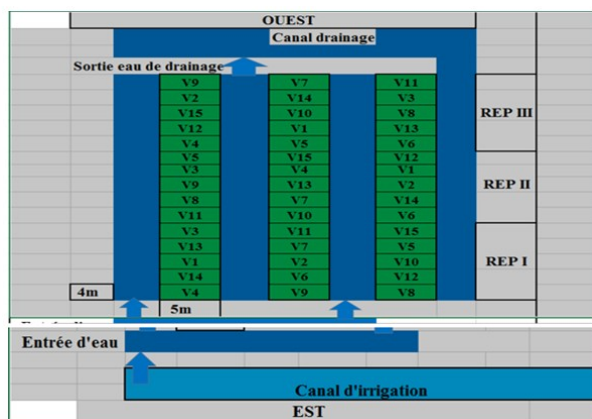 OUEST
Canal drainage
Sortie eau de drainage
V9 V7 V11
V2 V14 V3
V15 V10 V8 REP III
V12 V1 V13
V4 V5 V6
V5 V15 V12
V3 V4 V1
V9 V13 V2 REP II
V8 V7 V14
V11 V10 V6
V3 V11 V15
V13 V7 V5
V1 V2 V10 REP I
V14 V6 V12
4m V4 V9 V8
5m
Entrée d'eau
Canal d'irrigation
EST